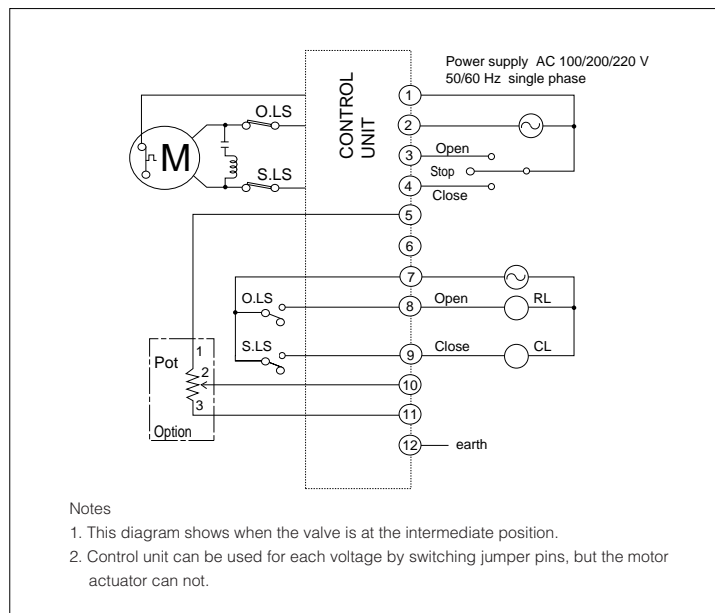 Power supply AC 100/200/220 V
50/60 Hz single phase
CONTROL
UNIT
1
O.LS
2
M
3
Open
Stop
S.LS
4
Close
5
6
7
O.LS
8
Open
RL
S.LS
9
Close
CL
1
Pot
2
10
3
11
Option
12
earth
Notes
1. This diagram shows when the valve is at the intermediate position.
2. Control unit can be used for each voltage by switching jumper pins, but the motor
actuator can not.